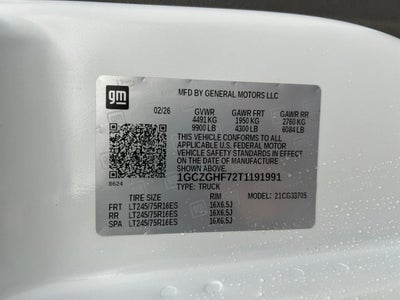 gm
MFD BY GENERAL MOTORS LLC
02/26 GVWR GAWR FRT GAWR RR
4491 KG 1950 KG 2760 KG
9900 LB 4300 LB 6084 LB
THIS VEHICLE CONFORMS TO ALL
APPLICABLE U.S. FEDERAL MOTOR
VEHICLE SAFETY STANDARDS IN EFFECT ON
THE DATE OF MANUFACTURE SHOWN ABOVE.
1GCZGHF72T1191991
8624 TYPE: TRUCK MODEL: 21CG33705
TIRE SIZE RIM
FRT LT245/75R16ES 16X6.5J
RR LT245/75R16ES 16X6.5J
SPA LT245/75R16ES 16X6.5J